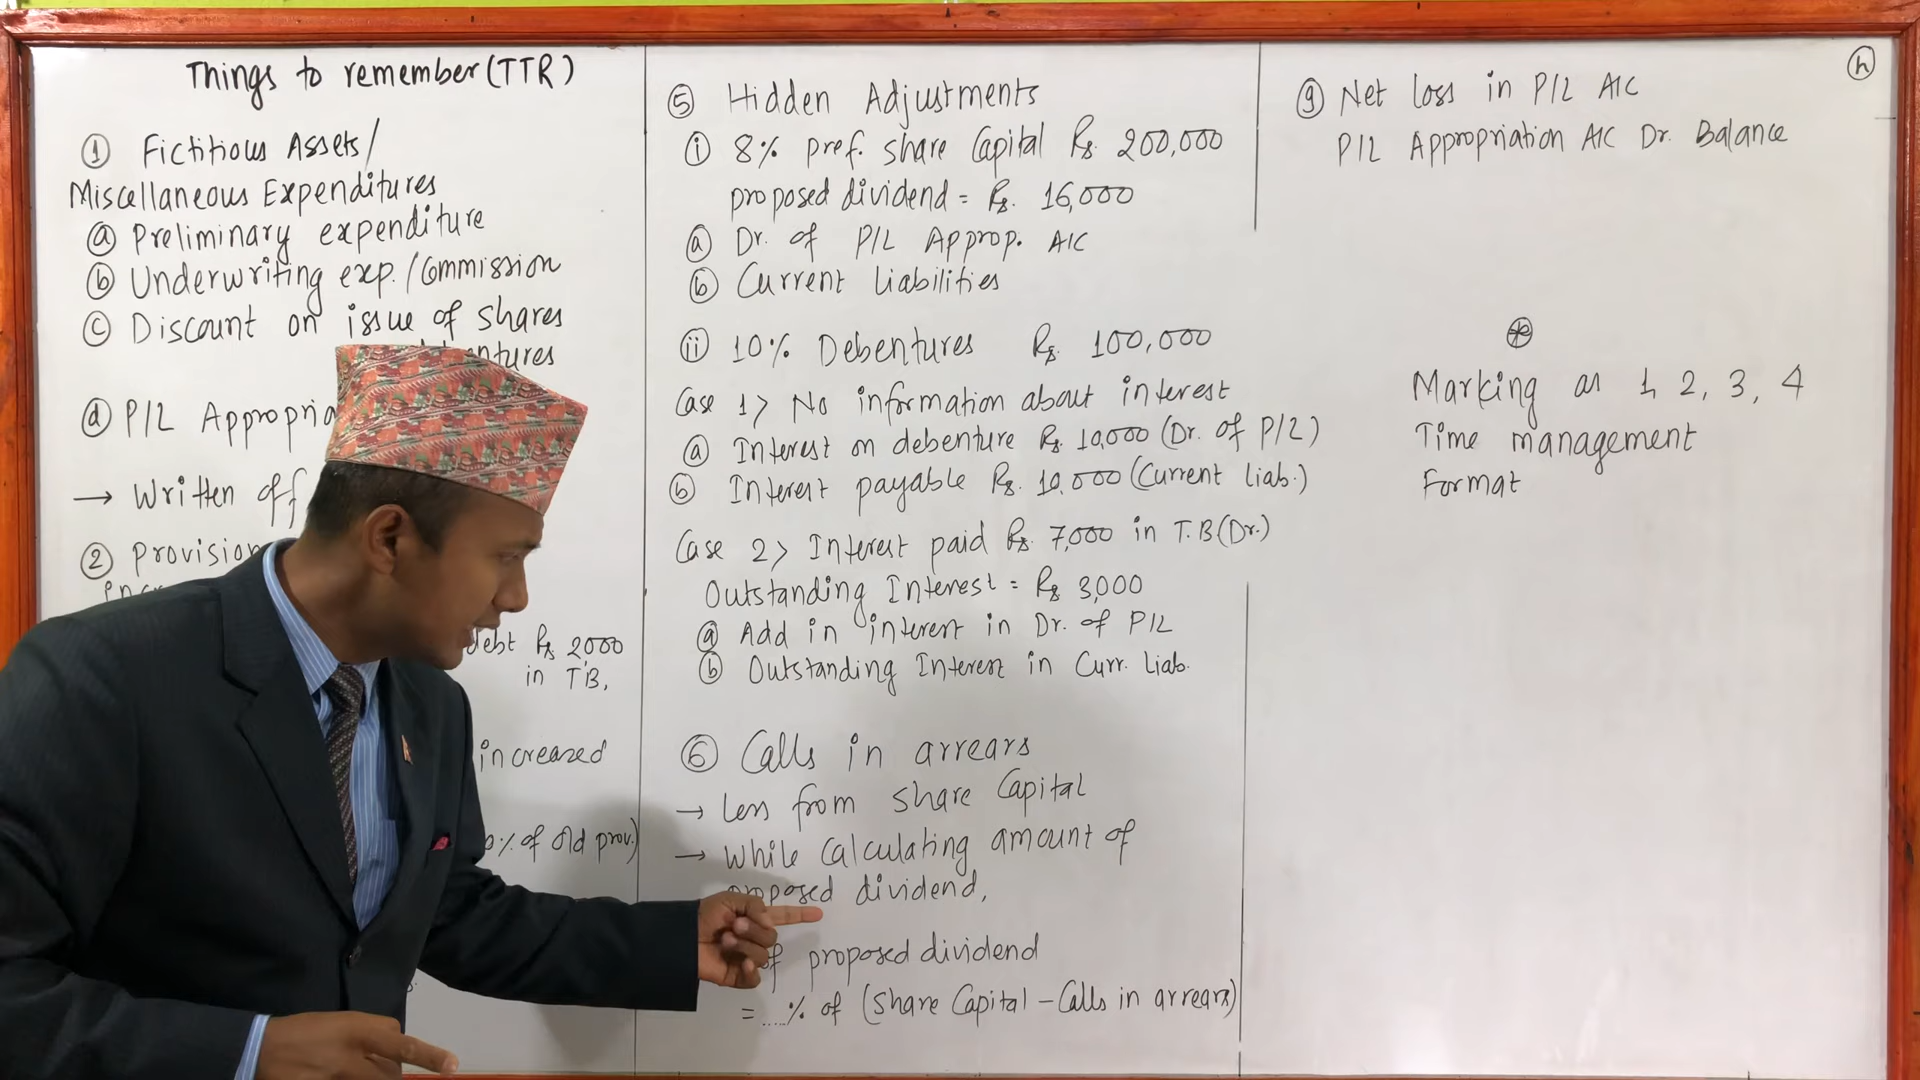 Things to remember (TTR)
① Fictitious Assets/
Miscellaneous Expenditures
ⓐ Preliminary expenditure
ⓑ Underwriting exp./Commission
ⓒ Discount on issue of shares
ⓓ P/L
→ Written off
②
debt Rs 2000
in T.B,
increased
% of old prov.)
⑤ Hidden Adjustments
ⓘ 8% pref. share Capital Rs. 200,000
proposed dividend = Rs. 16,000
ⓐ Dr. of P/L Approp. A/C
ⓑ Current Liabilities
ⓘⓘ 10% Debentures Rs. 100,000
Case 1> No information about interest
ⓐ Interest on debenture Rs. 10,000 (Dr. of P/L)
ⓑ Interest payable Rs. 10,000 (Current Liab.)
Case 2> Interest paid Rs. 7,000 in T.B (Dr.)
Outstanding Interest = Rs 3,000
ⓐ Add in interest in Dr. of P/L
ⓑ Outstanding Interest in Curr. Liab.
⑥ Calls in arrears
→ Less from share Capital
→ While Calculating amount of
proposed dividend,
of proposed dividend
= ....% of (Share Capital - Calls in arrears)
⑨ Net loss in P/L A/C
P/L Appropriation A/C Dr. Balance
Marking as 1, 2, 3, 4
Time management
Format
ⓗ